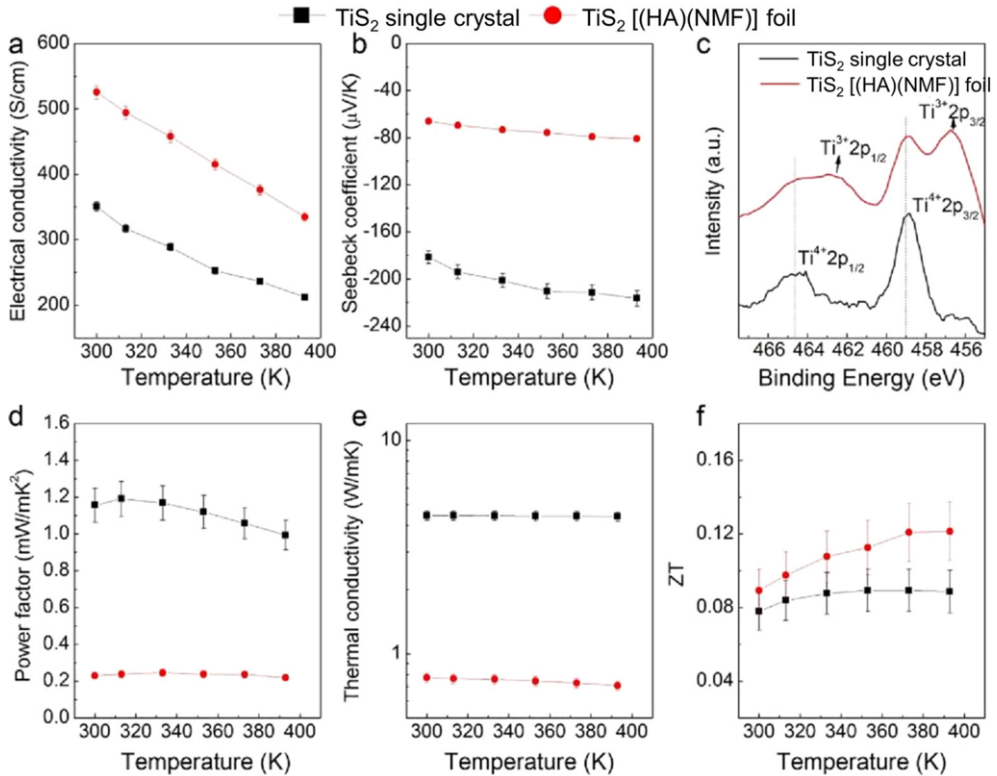 TiS₂ single crystal TiS₂ [(HA)(NMF)] foil
a
600
500
400
300
200
Electrical conductivity (S/cm)
300 320 340 360 380 400
Temperature (K)
b
0
-40
-80
-120
-160
-200
-240
Seebeck coefficient (μV/K)
300 320 340 360 380 400
Temperature (K)
c
TiS₂ single crystal
TiS₂ [(HA)(NMF)] foil
Ti³⁺2p₃/₂
Ti³⁺2p₁/₂
Ti⁴⁺2p₃/₂
Ti⁴⁺2p₁/₂
Intensity (a.u.)
466 464 462 460 458 456
Binding Energy (eV)
d
1.6
1.4
1.2
1.0
0.8
0.6
0.4
0.2
0.0
Power factor (mW/mK²)
300 320 340 360 380 400
Temperature (K)
e
10
1
Thermal conductivity (W/mK)
300 320 340 360 380 400
Temperature (K)
f
0.16
0.12
0.08
0.04
ZT
300 320 340 360 380 400
Temperature (K)